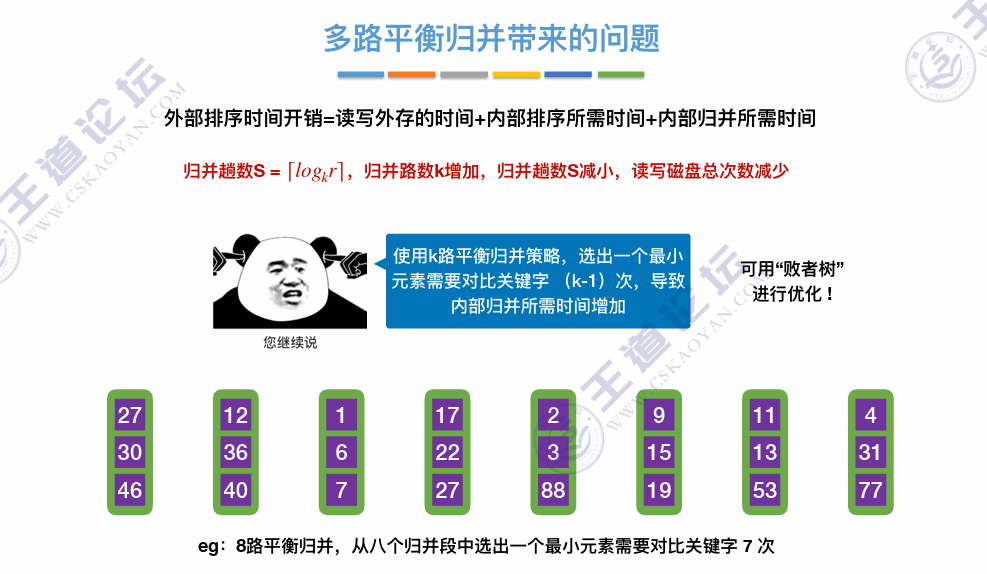 多路平衡归并带来的问题
外部排序时间开销=读写外存的时间+内部排序所需时间+内部归并所需时间
归并趟数S = ⌈logₖr⌉，归并路数k增加，归并趟数S减小，读写磁盘总次数减少
使用k路平衡归并策略，选出一个最小
元素需要对比关键字 （k-1）次，导致
内部归并所需时间增加
可用“败者树”
进行优化！
您继续说
27 12 1 17 2 9 11 4
30 36 6 22 3 15 13 31
46 40 7 27 88 19 53 77
eg：8路平衡归并，从八个归并段中选出一个最小元素需要对比关键字 7 次
王道论坛
WWW.CSKAOYAN.COM
王道论坛
WWW.CSKAOYAN.COM